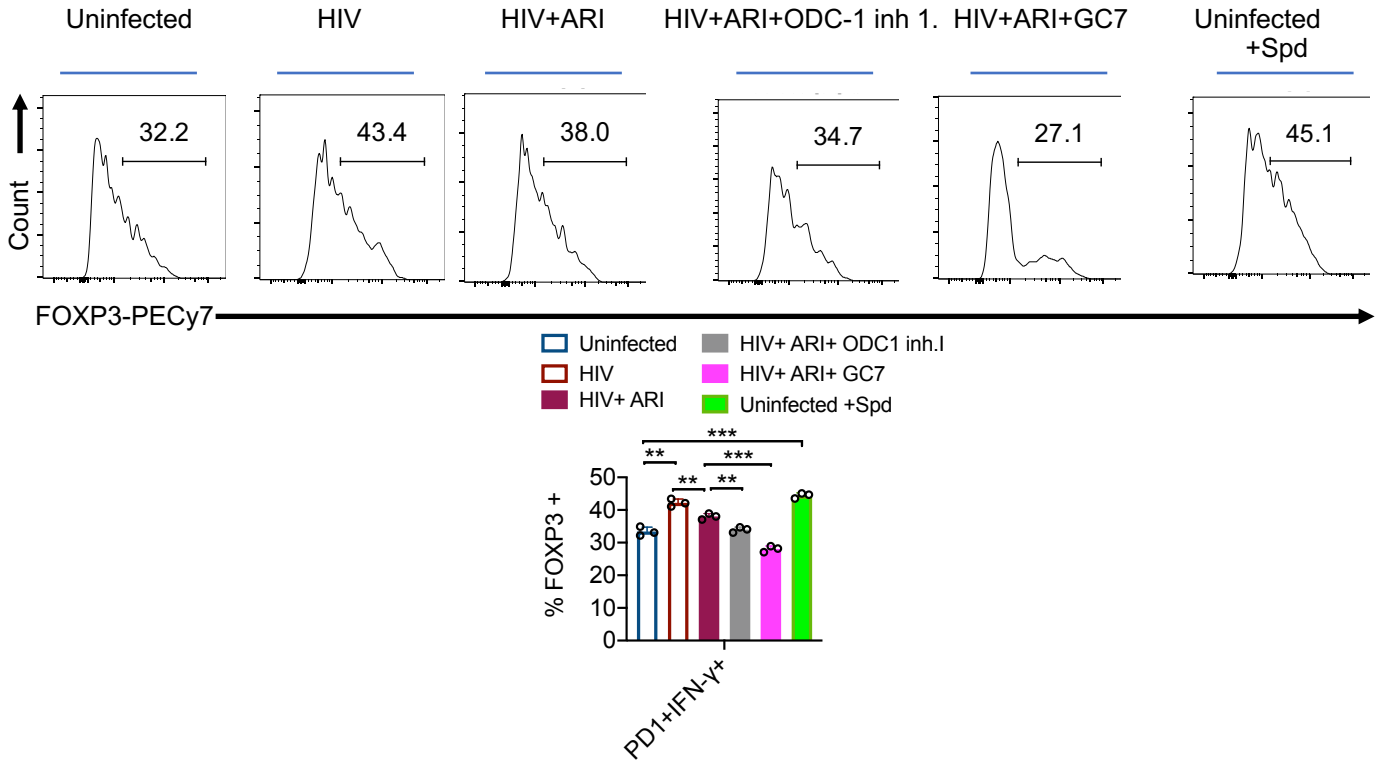 Uninfected
HIV
HIV+ARI
HIV+ARI+ODC-1 inh 1.
HIV+ARI+GC7
Uninfected
+Spd
32.2
43.4
38.0
34.7
27.1
45.1
Count
FOXP3-PECy7
Uninfected
HIV
HIV+ ARI
HIV+ ARI+ ODC1 inh.I
HIV+ ARI+ GC7
Uninfected +Spd
***
**
***
**
**
50
40
30
20
10
0
% FOXP3 +
PD1+IFN-γ+